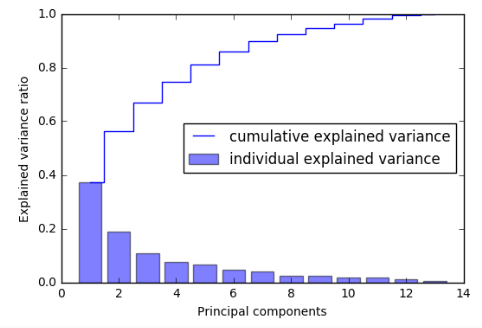 1.0
0.8
0.6
0.4
0.2
0.0
Explained variance ratio
cumulative explained variance
individual explained variance
0 2 4 6 8 10 12 14
Principal components